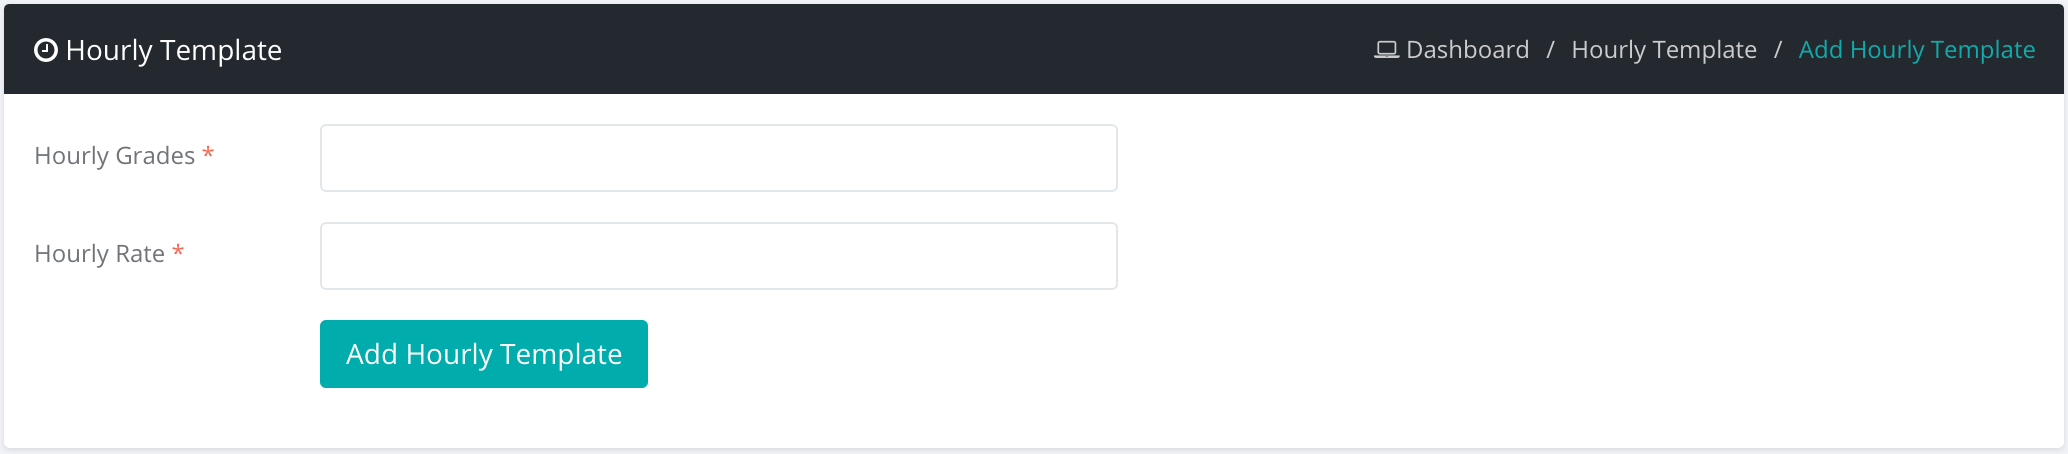 Hourly Template
Dashboard / Hourly Template / Add Hourly Template
Hourly Grades *
Hourly Rate *
Add Hourly Template